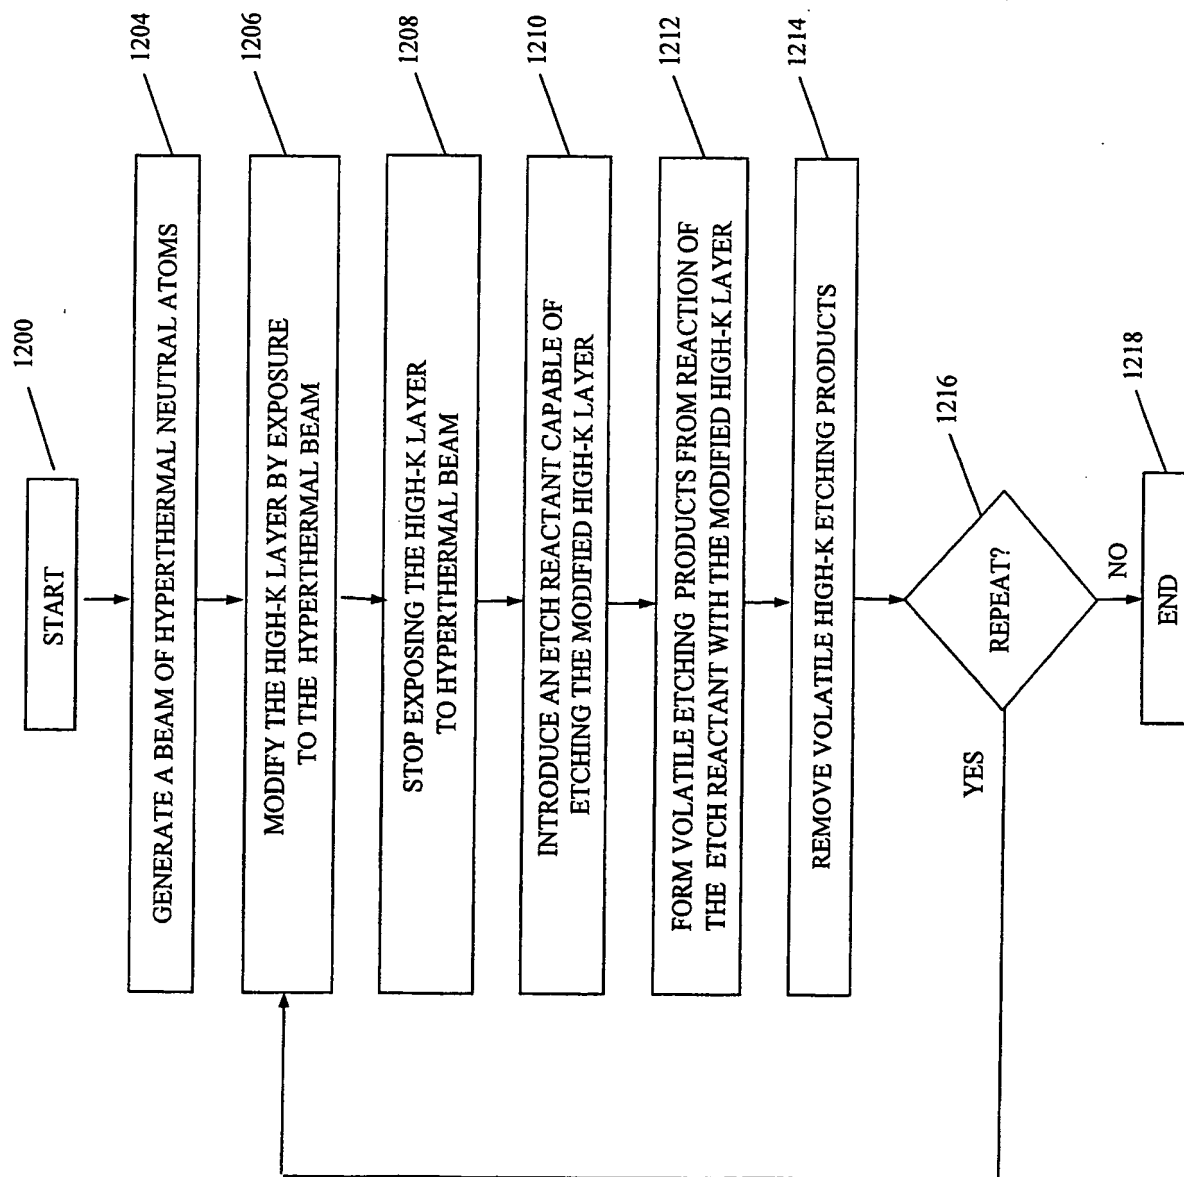 1200
START
1204
GENERATE A BEAM OF HYPERTHERMAL NEUTRAL ATOMS
1206
MODIFY THE HIGH-K LAYER BY EXPOSURE
TO THE HYPERTHERMAL BEAM
1208
STOP EXPOSING THE HIGH-K LAYER
TO HYPERTHERMAL BEAM
1210
INTRODUCE AN ETCH REACTANT CAPABLE OF
ETCHING THE MODIFIED HIGH-K LAYER
1212
FORM VOLATILE ETCHING PRODUCTS FROM REACTION OF
THE ETCH REACTANT WITH THE MODIFIED HIGH-K LAYER
1214
REMOVE VOLATILE HIGH-K ETCHING PRODUCTS
1216
REPEAT?
YES
NO
1218
END